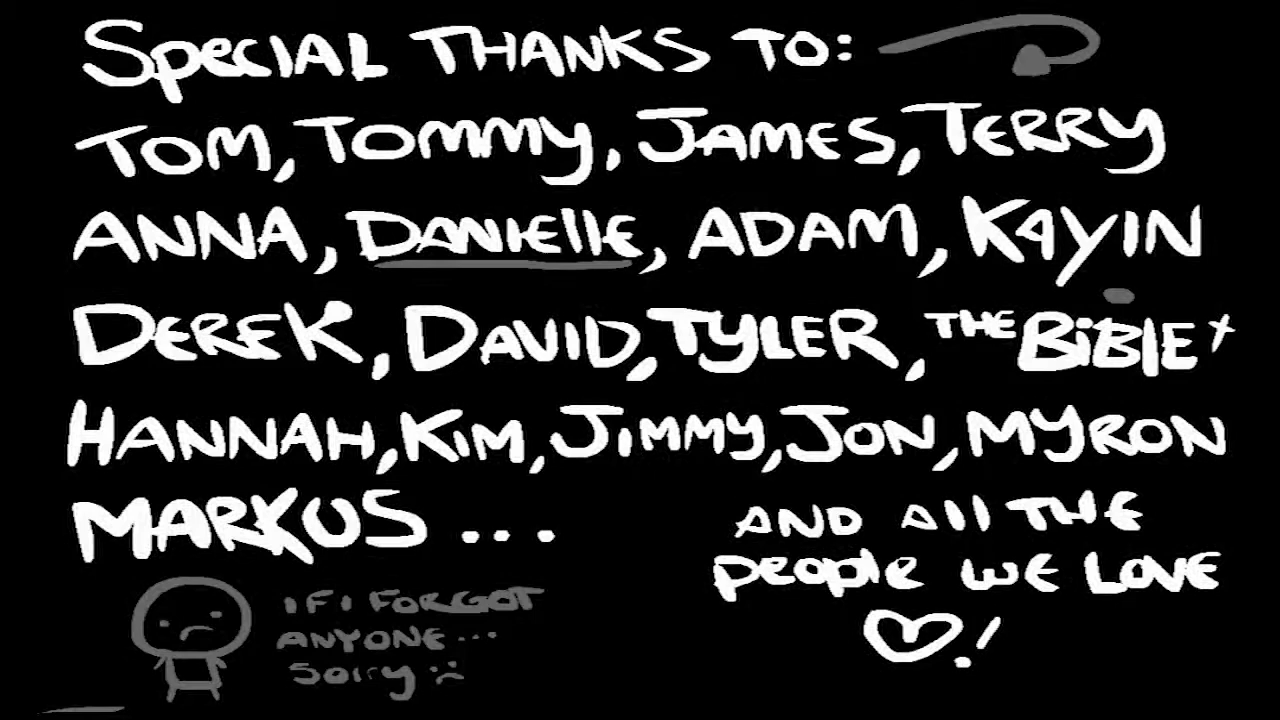 SPECIAL THANKS TO:
TOM, TOMMY, JAMES, TERRY
ANNA, DANIElle, ADAM, KAYIN
DEREK, DAVID, TYLER, THE BiBLE +
HANNAH, KiM, JiMMY, JON, MYRON
MARKUS ...
AND All THE
people WE LOVE
♡!
IF I FORGOT
ANYONE...
Sorry :(